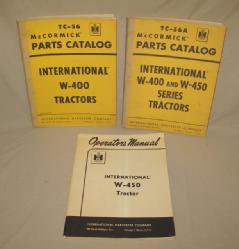 TC-56
McCORMICK
PARTS CATALOG
INTERNATIONAL
W-400
TRACTORS
INTERNATIONAL HARVESTER COMPANY
TC-56A
McCORMICK
PARTS CATALOG
INTERNATIONAL
W-400 AND W-450
SERIES
TRACTORS
INTERNATIONAL HARVESTER COMPANY
Operators Manual
INTERNATIONAL
W-450
Tractor
INTERNATIONAL HARVESTER COMPANY